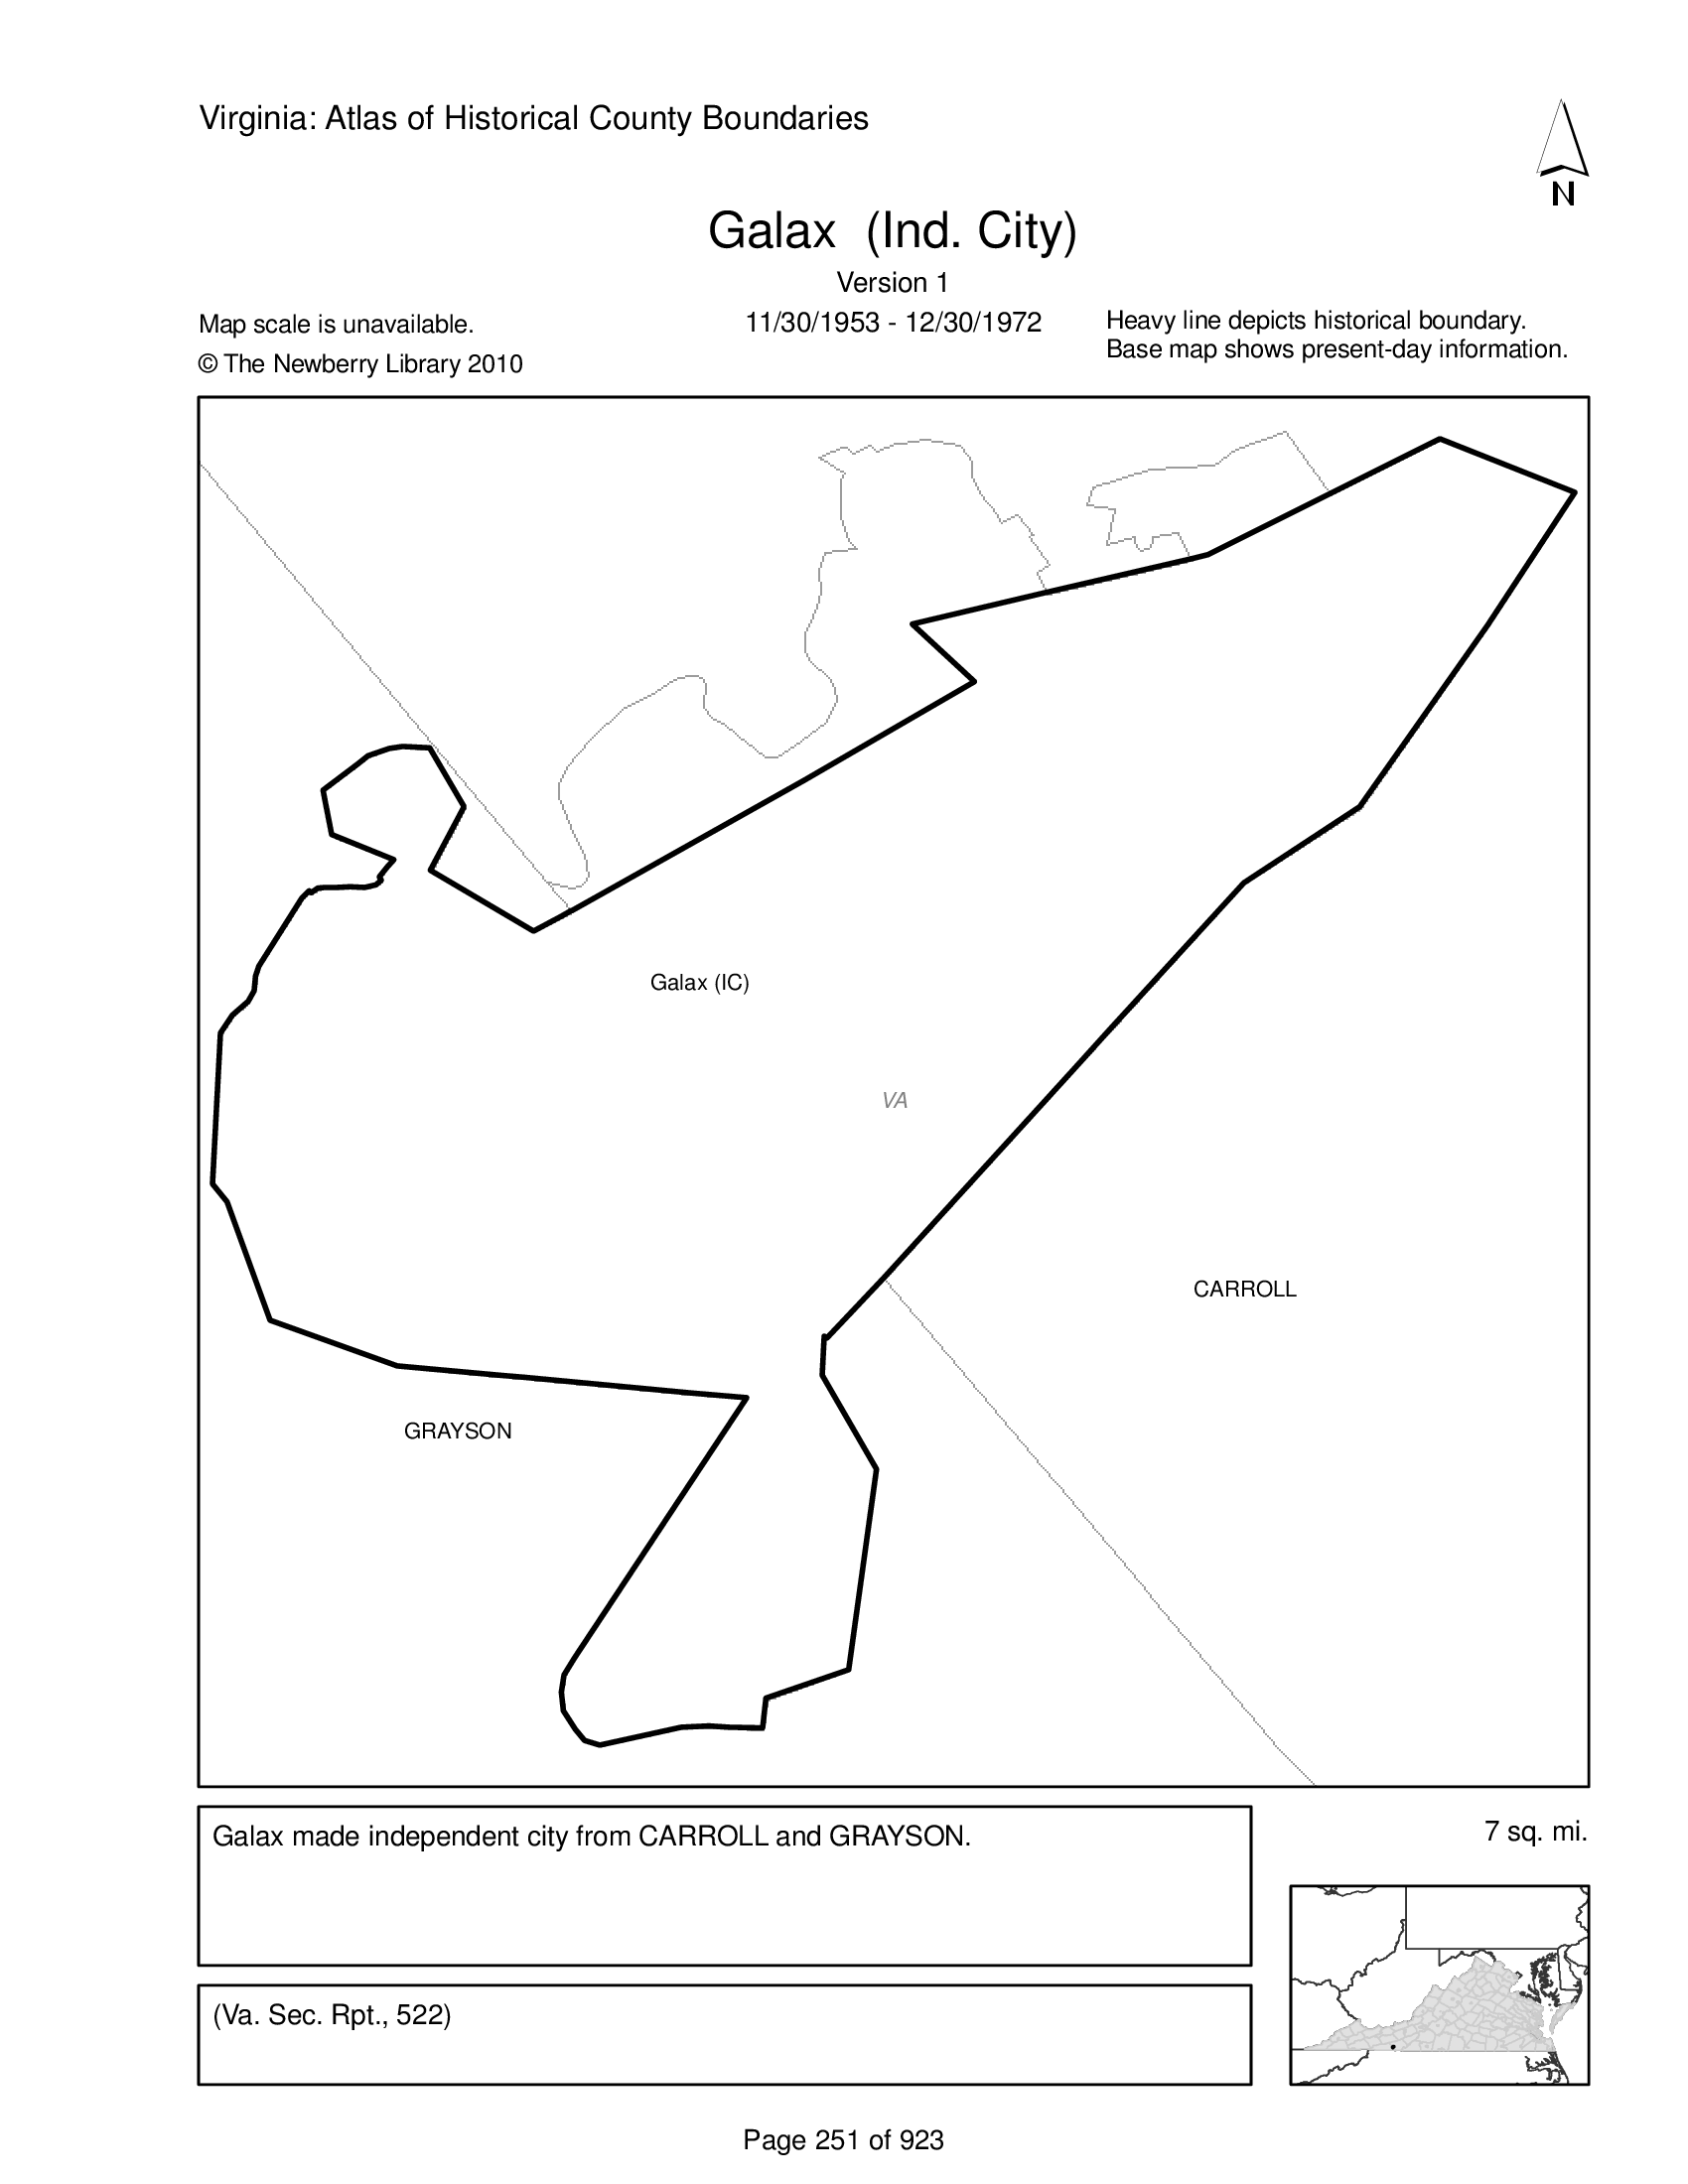 Virginia: Atlas of Historical County Boundaries
N
Galax (Ind. City)
Version 1
11/30/1953 - 12/30/1972
Map scale is unavailable.
© The Newberry Library 2010
Heavy line depicts historical boundary.
Base map shows present-day information.
Galax (IC)
VA
CARROLL
GRAYSON
Galax made independent city from CARROLL and GRAYSON.
7 sq. mi.
(Va. Sec. Rpt., 522)
Page 251 of 923